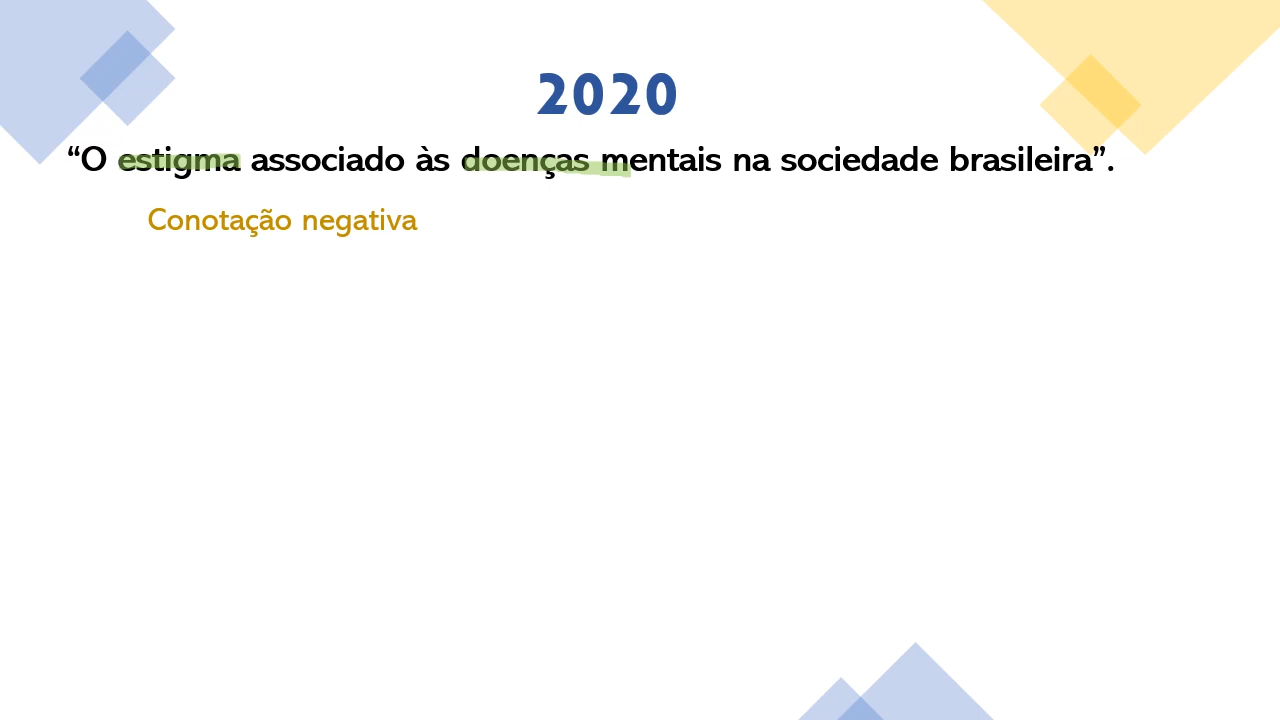 2020
“O estigma associado às doenças mentais na sociedade brasileira”.
Conotação negativa